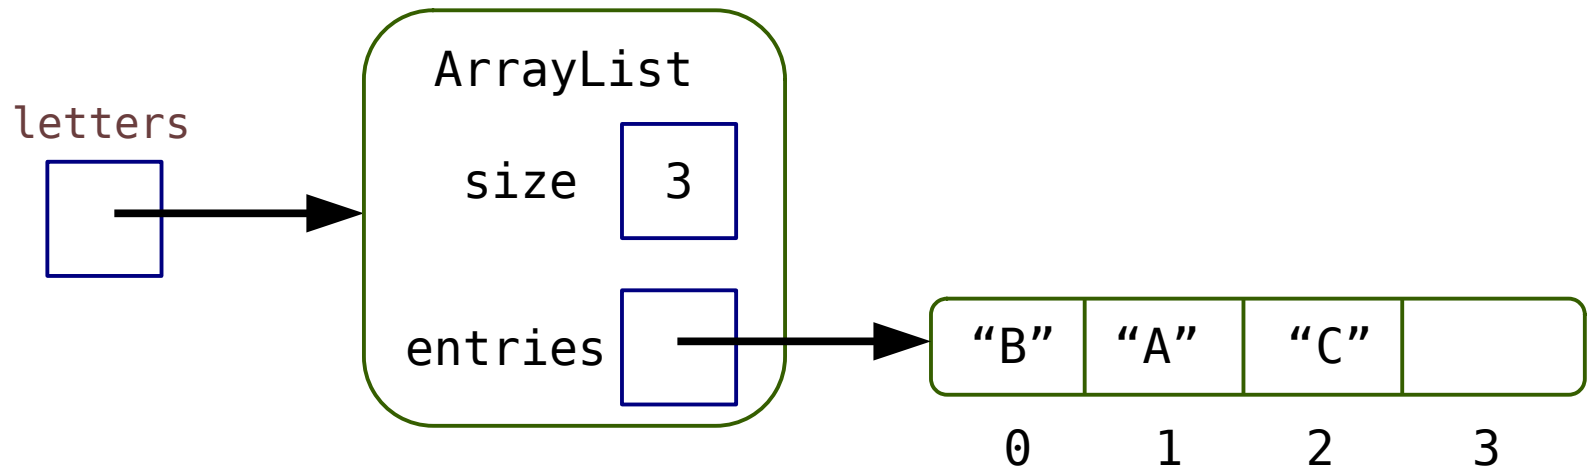 ArrayList
letters
size 3
entries
“B” “A” “C”
0 1 2 3